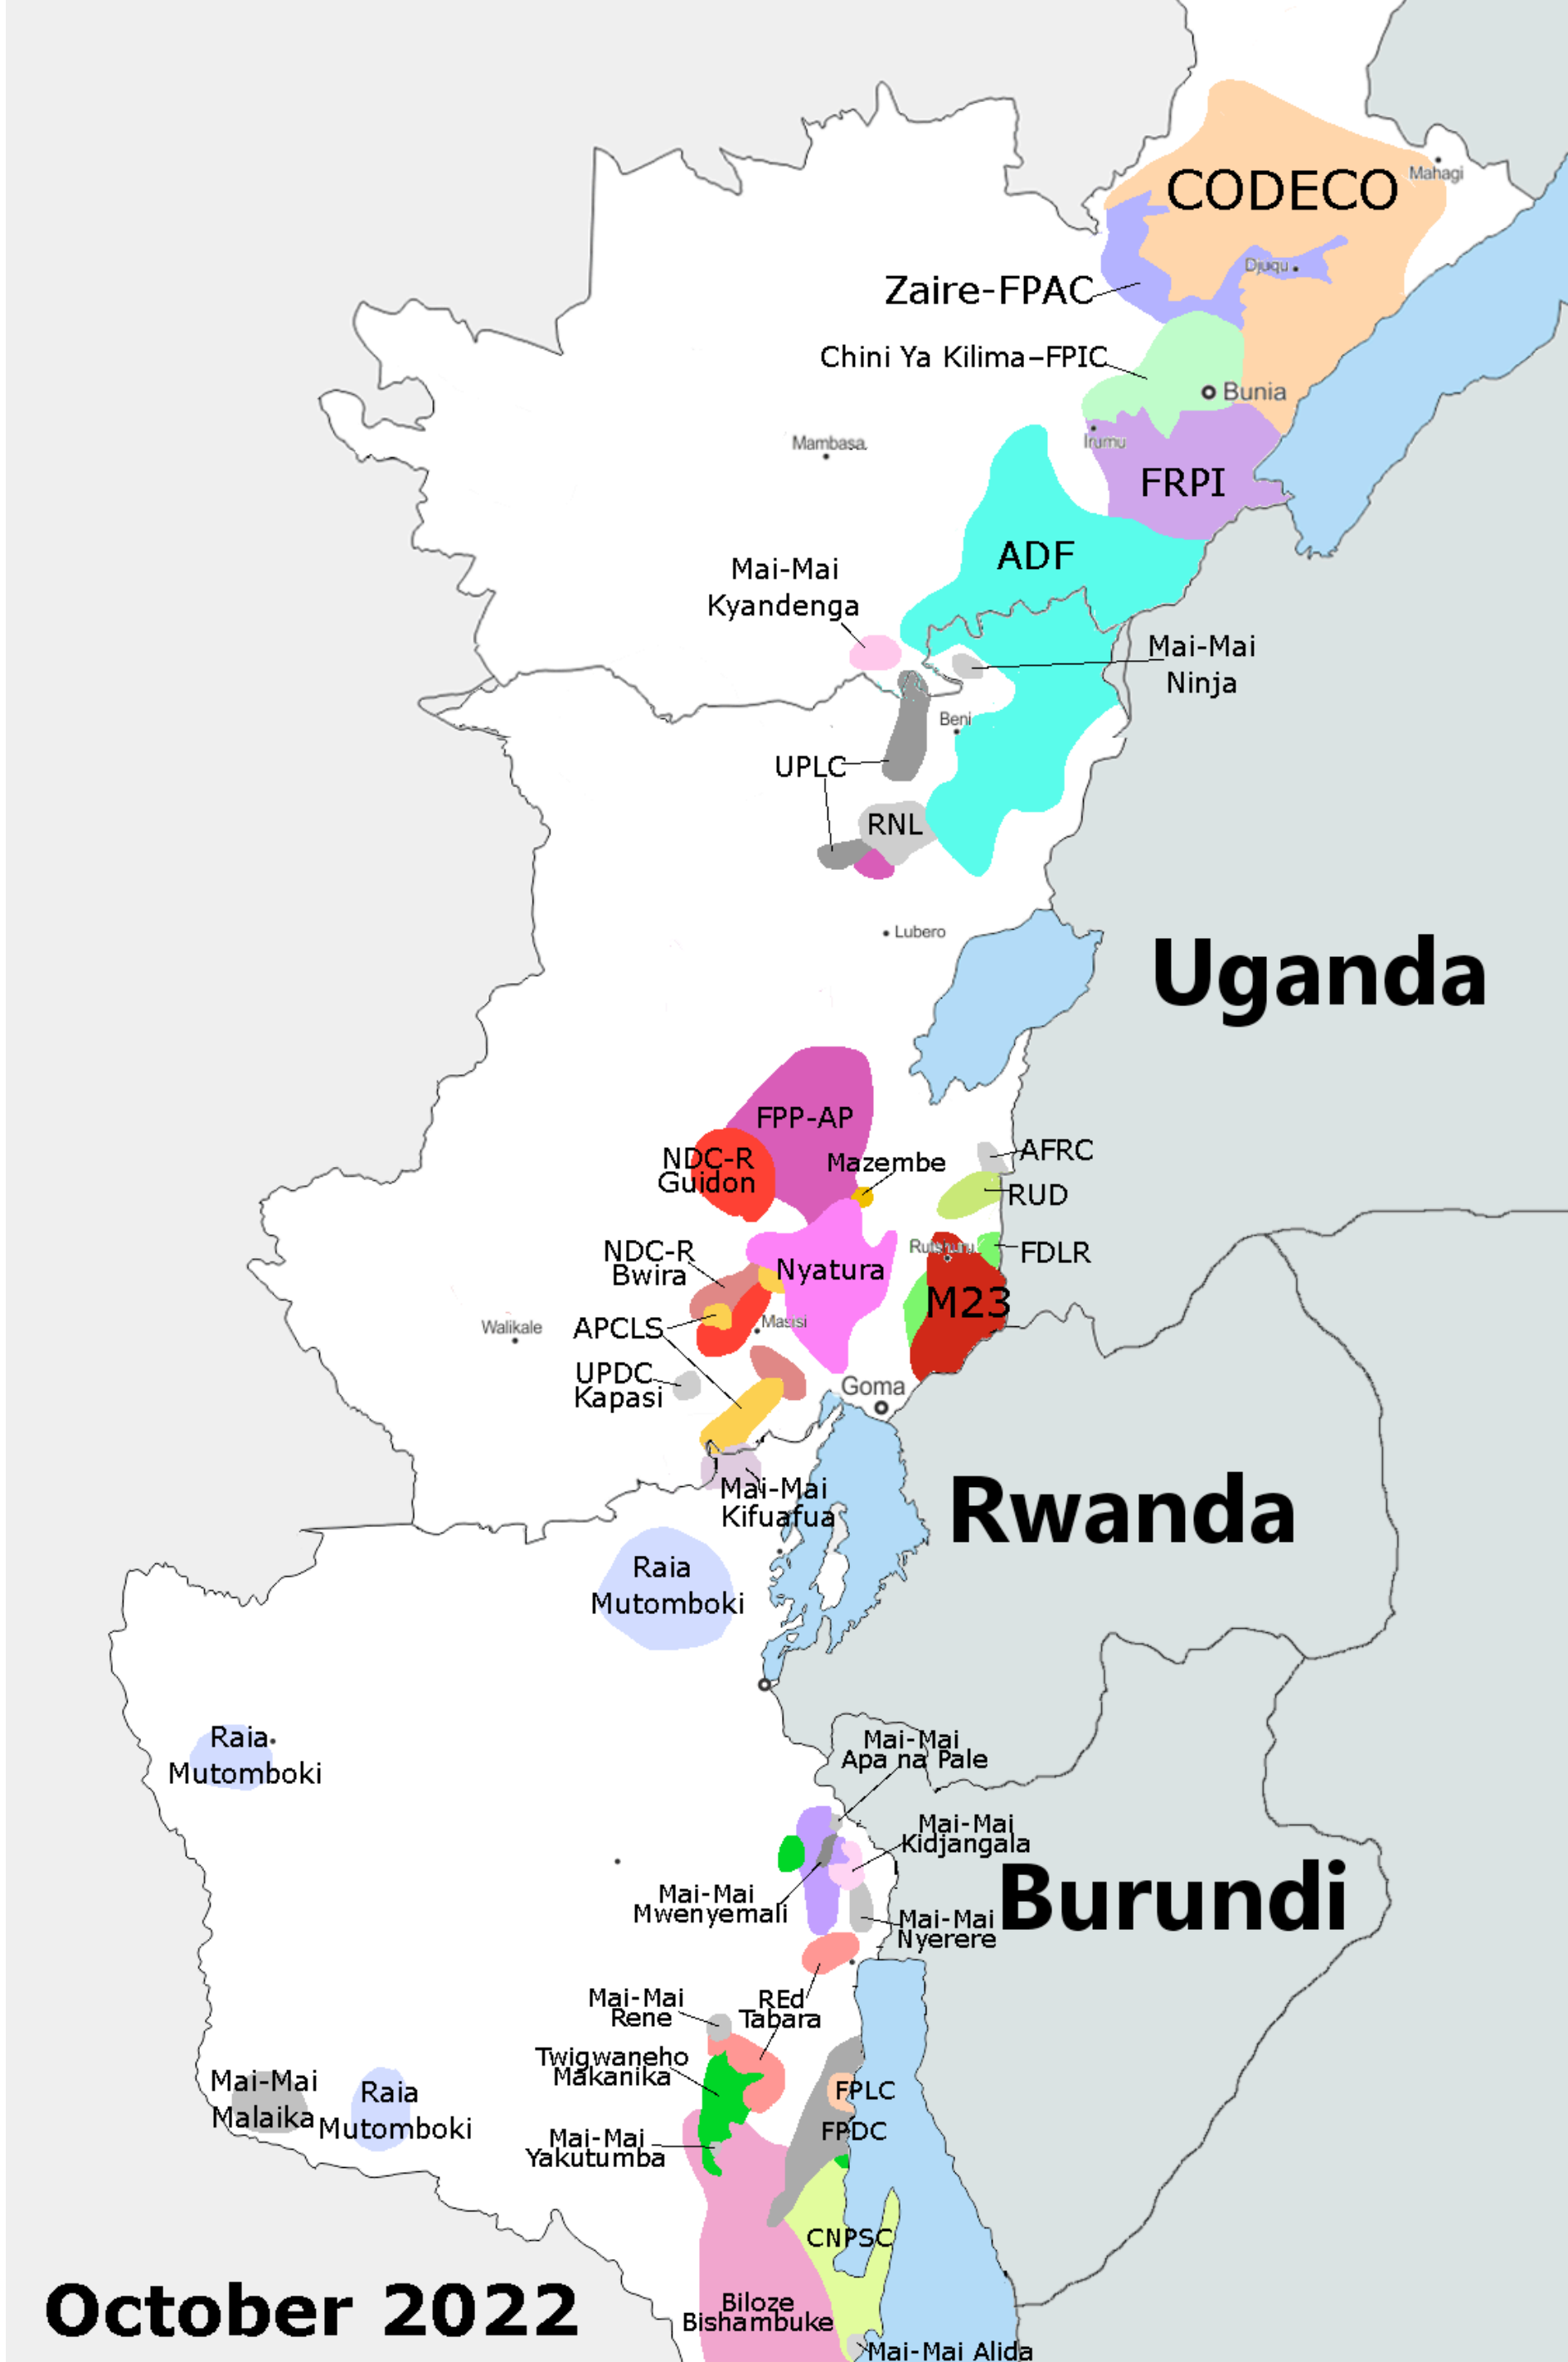 CODECO
Mahagi
Djuqu
Zaire-FPAC
Chini Ya Kilima–FPIC
Bunia
Mambasa
Irumu
FRPI
ADF
Mai-Mai
Kyandenga
Mai-Mai
Ninja
Beni
UPLC
RNL
Lubero
Uganda
FPP-AP
NDC-R
Guidon
Mazembe
AFRC
RUD
NDC-R
Bwira
Nyatura
Rutshuru
FDLR
M23
Walikale
APCLS
Masisi
UPDC
Kapasi
Goma
Mai-Mai
Kifuafua
Rwanda
Raia
Mutomboki
Raia
Mutomboki
Mai-Mai
Apa na Pale
Mai-Mai
Kidjangala
Mai-Mai
Mwenyemali
Burundi
Mai-Mai
Nyerere
Mai-Mai
Rene
REd
Tabara
Twigwaneho
Makanika
Mai-Mai
Malaika
Raia
Mutomboki
FPLC
FPDC
Mai-Mai
Yakutumba
CNPSC
Biloze
Bishambuke
October 2022
Mai-Mai Alida